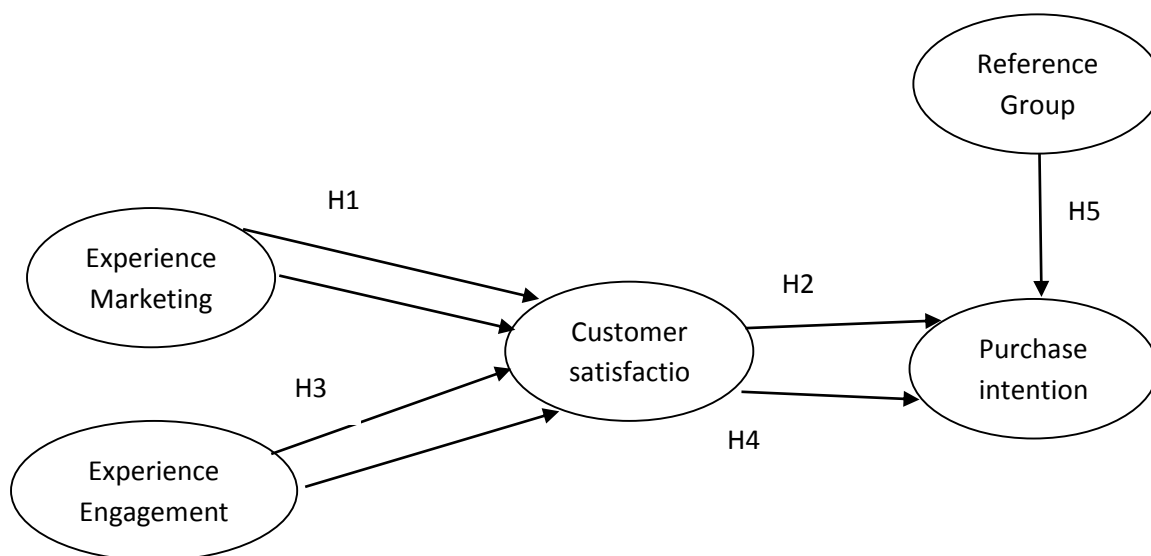 Reference
Group
H1
H5
Experience
Marketing
H2
Customer
satisfactio
Purchase
intention
H3
H4
Experience
Engagement